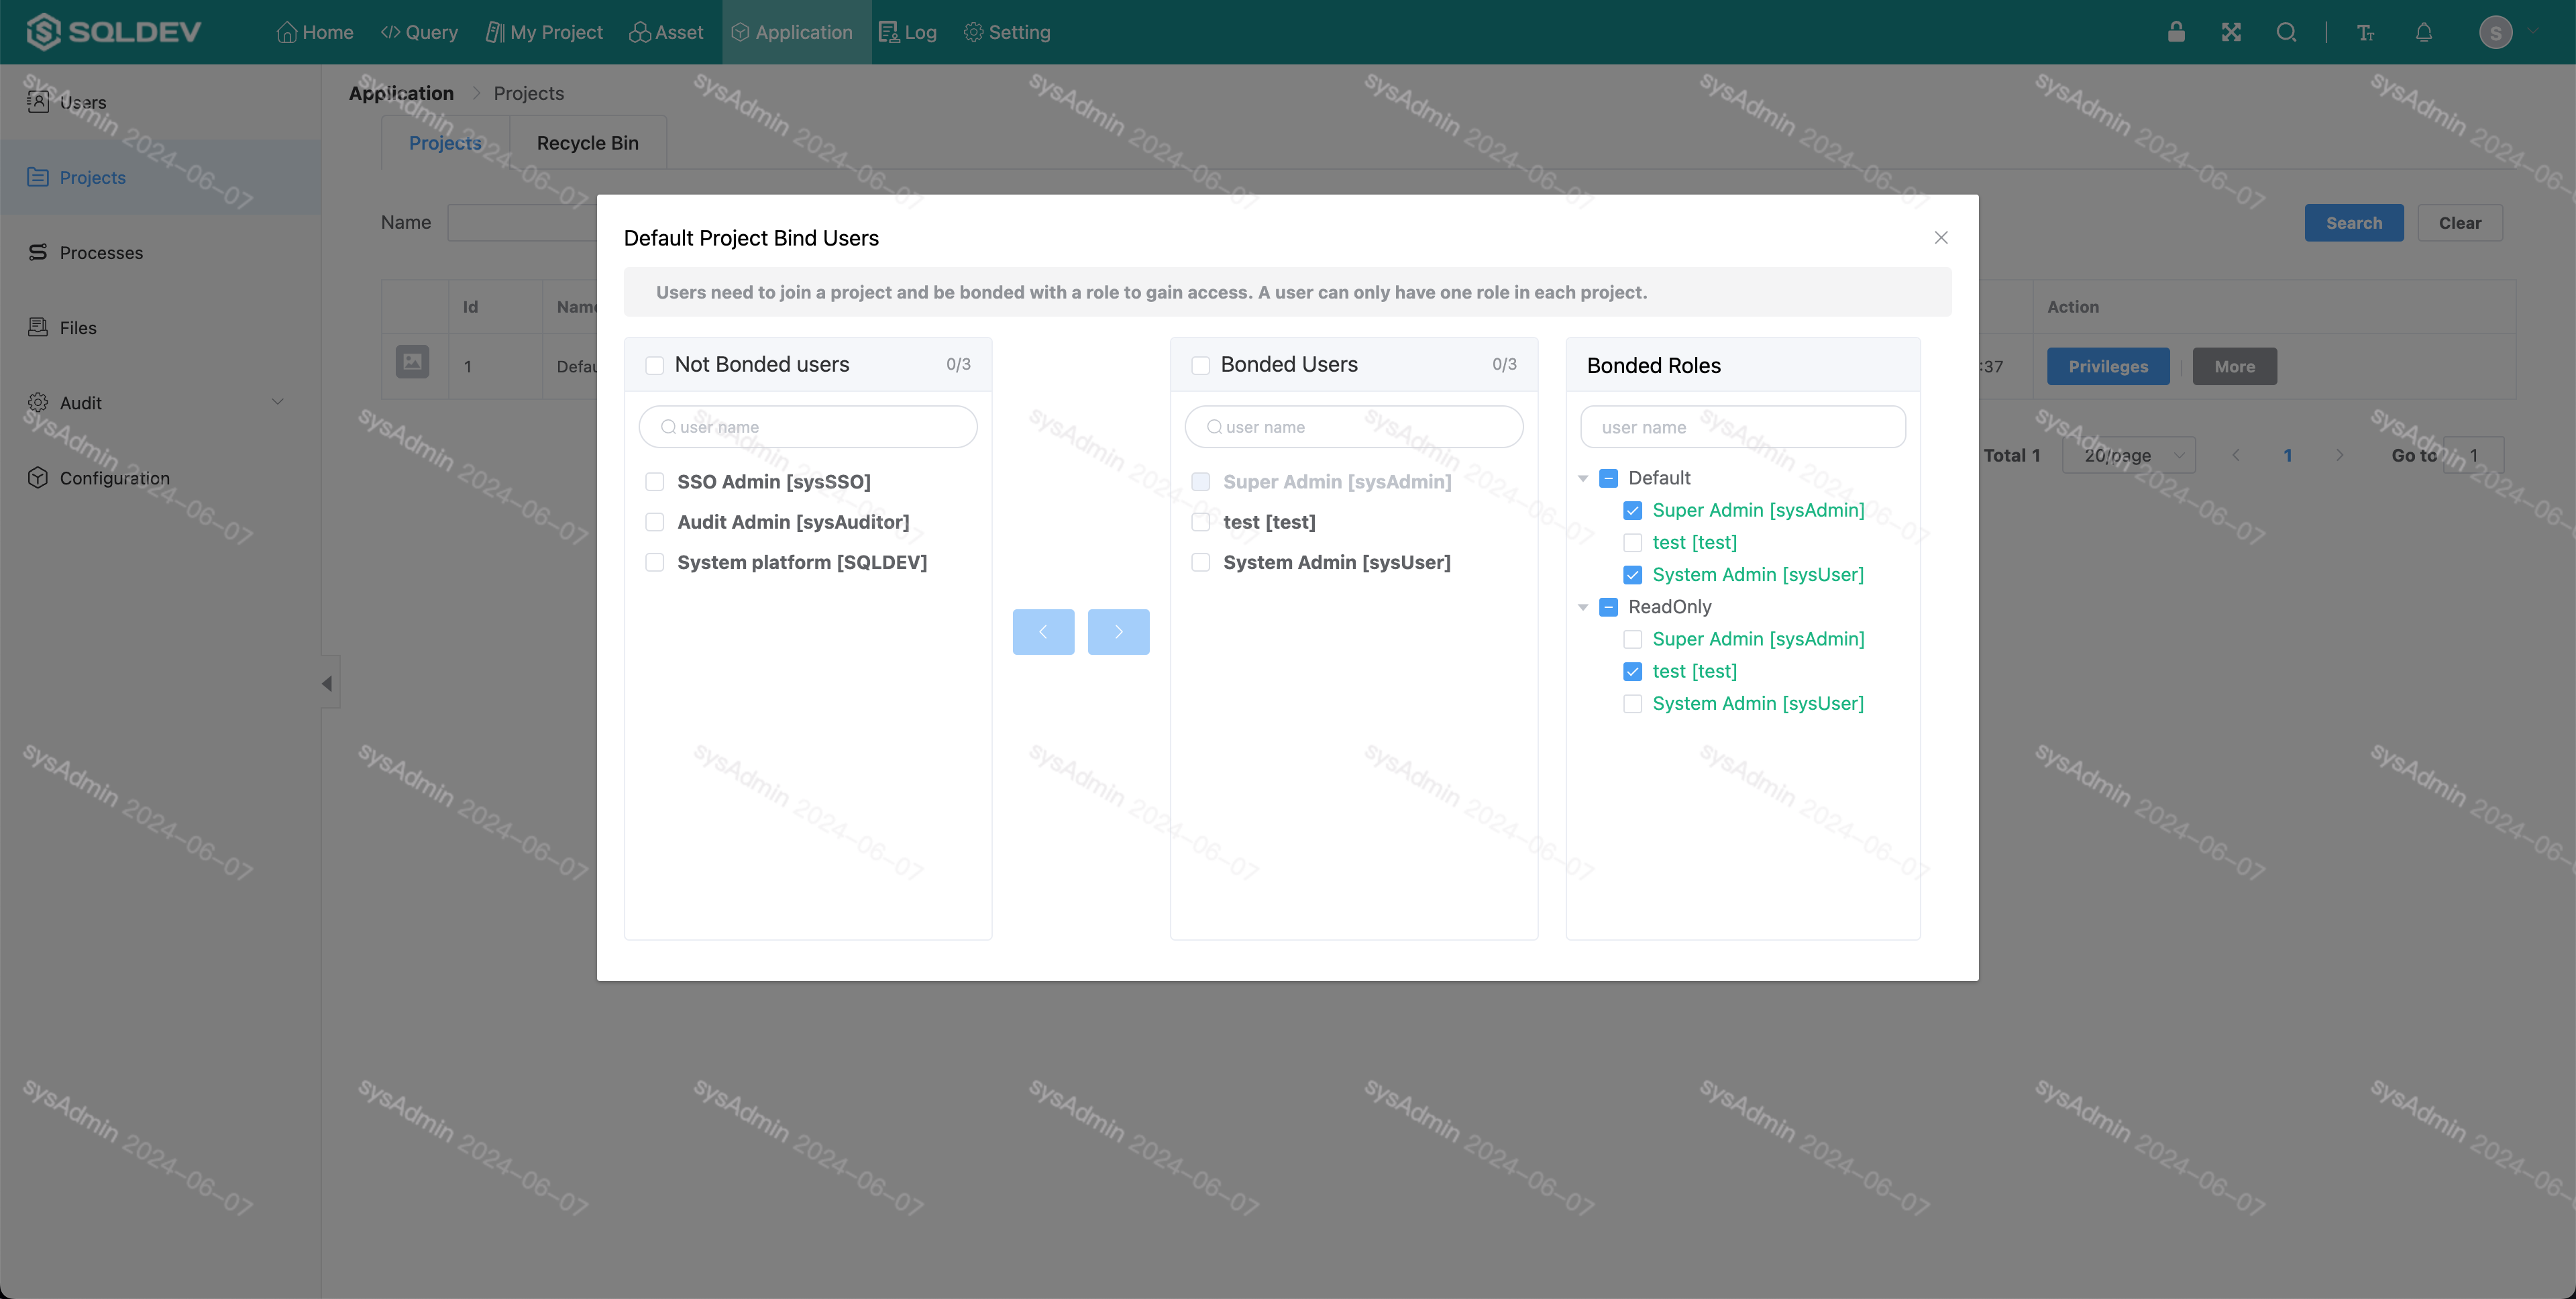 SQLDEV
Home
Query
My Project
Asset
Application
Log
Setting
S
Users
Projects
Processes
Files
Audit
Configuration
Application > Projects
Projects
Recycle Bin
Name
Search
Clear
Id
Name
Action
1
Defau
:37
Privileges
More
Total 1
20/page
1
Go to
1
Default Project Bind Users
Users need to join a project and be bonded with a role to gain access. A user can only have one role in each project.
Not Bonded users
0/3
user name
SSO Admin [sysSSO]
Audit Admin [sysAuditor]
System platform [SQLDEV]
Bonded Users
0/3
user name
Super Admin [sysAdmin]
test [test]
System Admin [sysUser]
Bonded Roles
user name
Default
Super Admin [sysAdmin]
test [test]
System Admin [sysUser]
ReadOnly
Super Admin [sysAdmin]
test [test]
System Admin [sysUser]
sysAdmin 2024-06-07